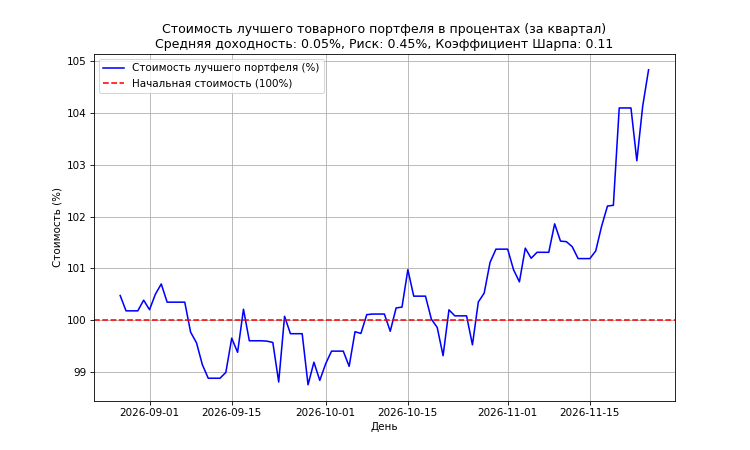 Стоимость лучшего товарного портфеля в процентах (за квартал)
Средняя доходность: 0.05%, Риск: 0.45%, Коэффициент Шарпа: 0.11
Стоимость лучшего портфеля (%)
Начальная стоимость (100%)
Стоимость (%)
105
104
103
102
101
100
99
2026-09-01
2026-09-15
2026-10-01
2026-10-15
2026-11-01
2026-11-15
День